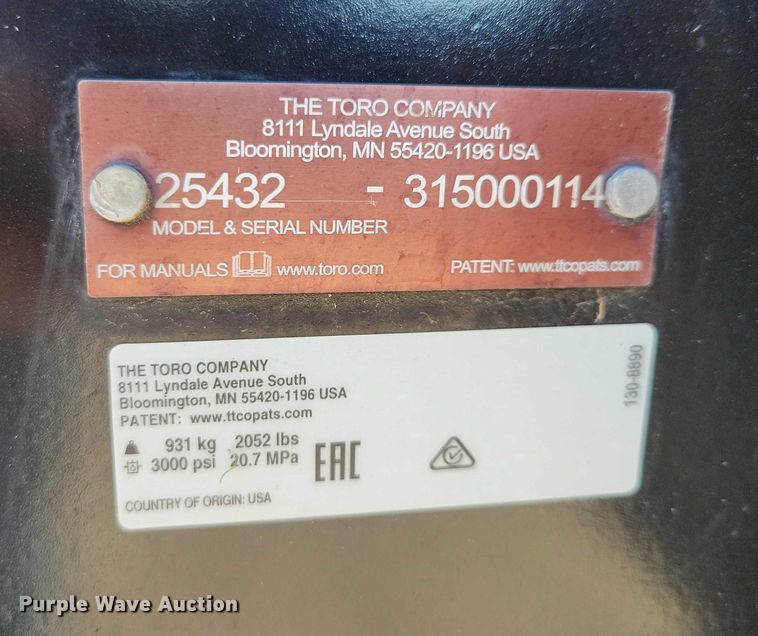 THE TORO COMPANY
8111 Lyndale Avenue South
Bloomington, MN 55420-1196 USA
25432 - 315000114
MODEL & SERIAL NUMBER
FOR MANUALS www.toro.com PATENT: www.ttcopats.com
THE TORO COMPANY
8111 Lyndale Avenue South
Bloomington, MN 55420-1196 USA
PATENT: www.ttcopats.com
931 kg 2052 lbs
3000 psi 20.7 MPa
EAC
COUNTRY OF ORIGIN: USA
130-8890
Purple Wave Auction